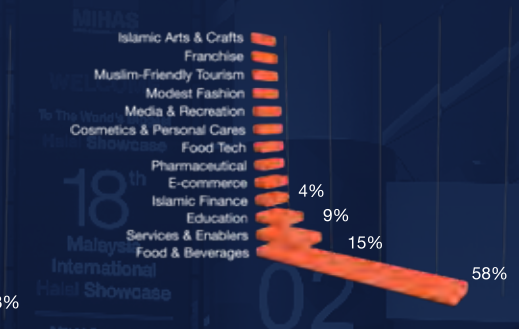 MIHAS
Islamic Arts & Crafts
Franchise
Muslim-Friendly Tourism
Modest Fashion
Media & Recreation
Cosmetics & Personal Cares
Food Tech
Pharmaceutical
E-commerce
Islamic Finance
4%
Education
9%
Services & Enablers
15%
Food & Beverages
58%
To The World's
Halal Showcase
18th
Malaysia
International
Halal Showcase
02